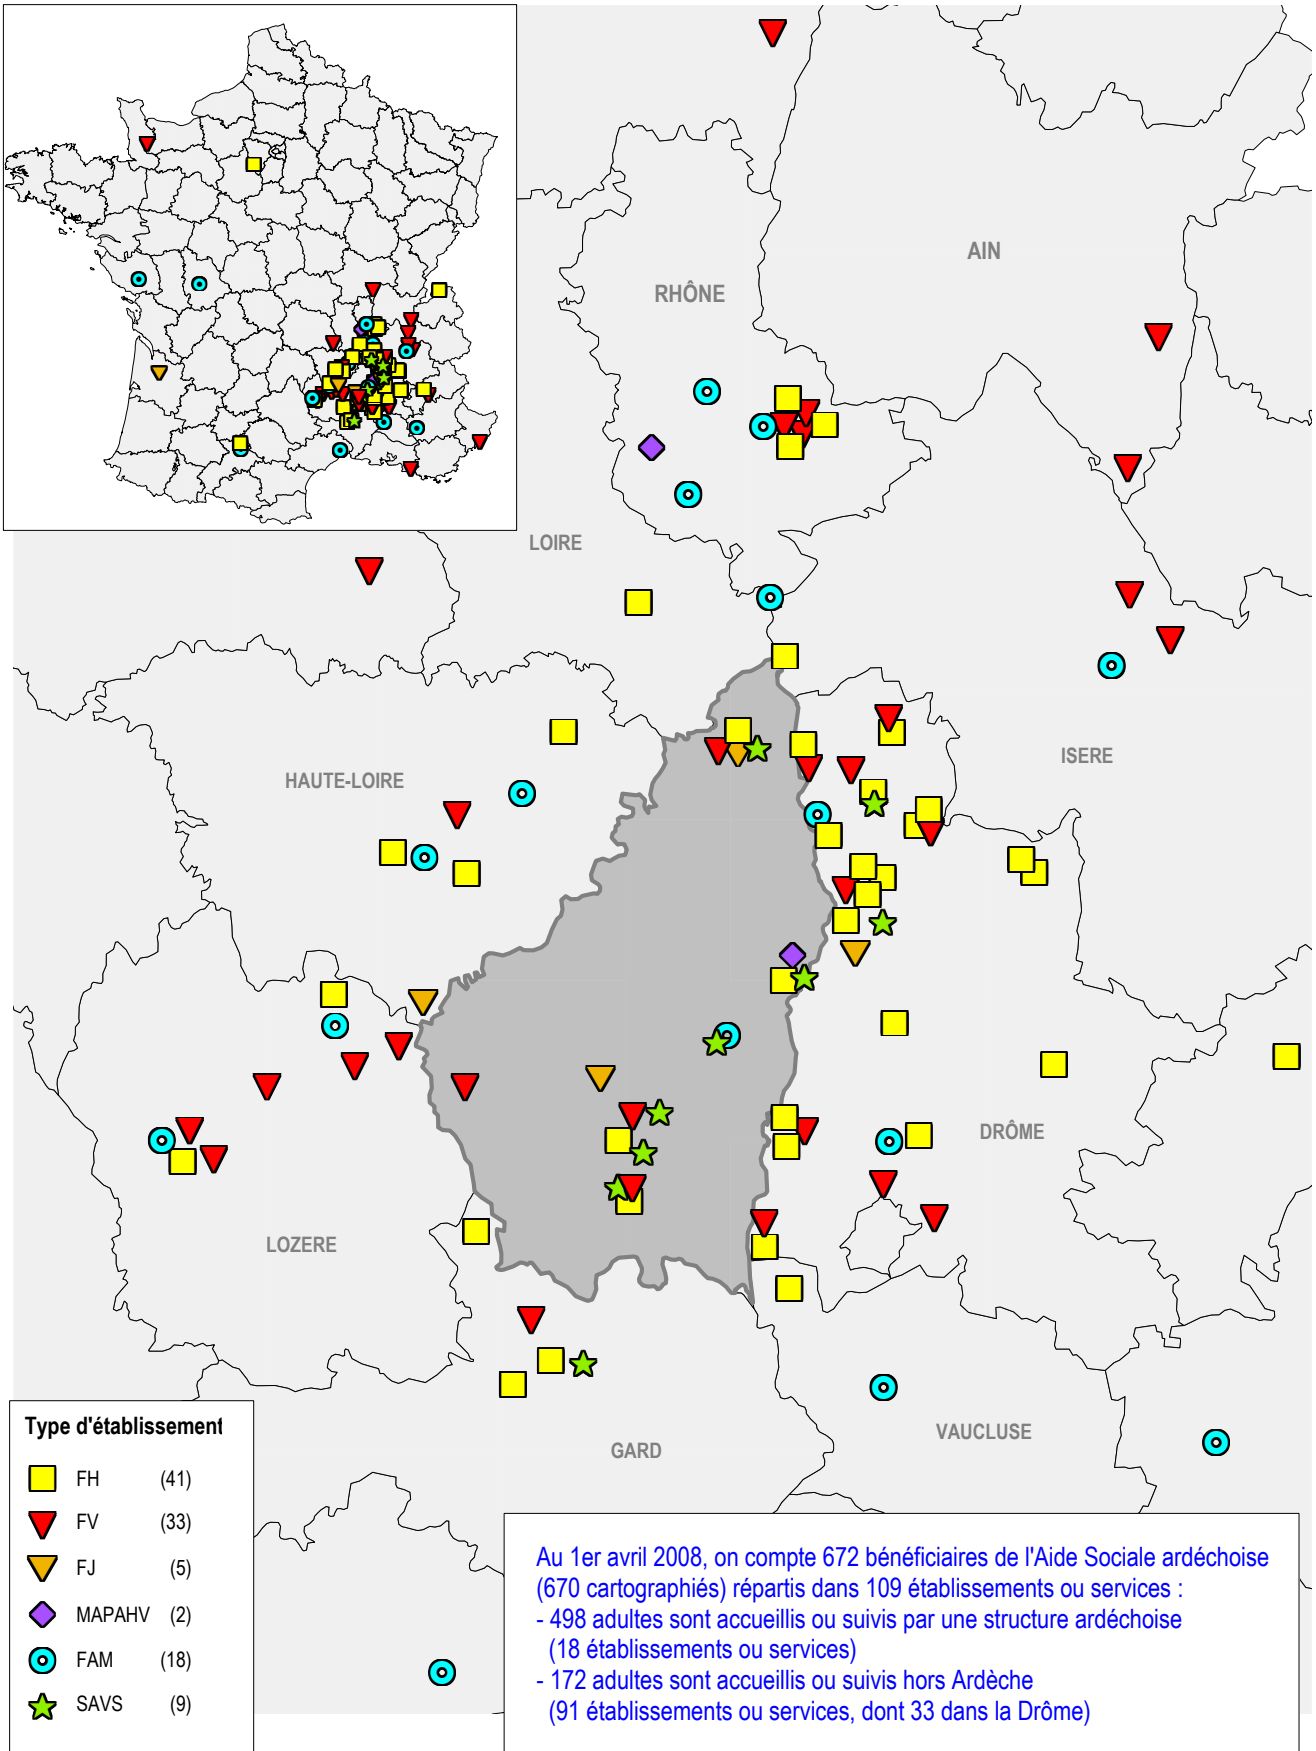 AIN
RHÔNE
LOIRE
ISERE
HAUTE-LOIRE
DRÔME
LOZERE
VAUCLUSE
GARD
Type d'établissement
FH (41)
FV (33)
FJ (5)
MAPAHV (2)
FAM (18)
SAVS (9)
Au 1er avril 2008, on compte 672 bénéficiaires de l'Aide Sociale ardéchoise
(670 cartographiés) répartis dans 109 établissements ou services :
- 498 adultes sont accueillis ou suivis par une structure ardéchoise
(18 établissements ou services)
- 172 adultes sont accueillis ou suivis hors Ardèche
(91 établissements ou services, dont 33 dans la Drôme)